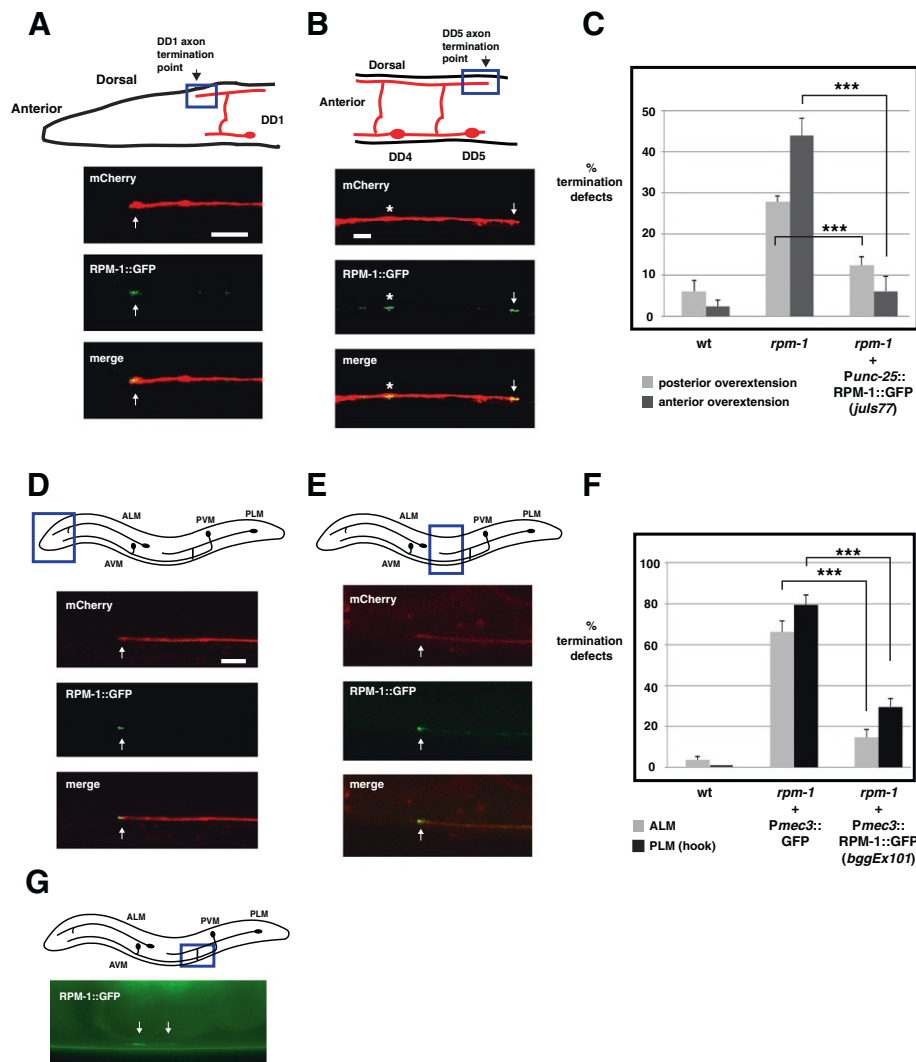 A
DD1 axon
termination
point
Dorsal
Anterior
DD1
mCherry
RPM-1::GFP
merge
B
DD5 axon
termination
point
Dorsal
Anterior
DD4
DD5
mCherry
*
RPM-1::GFP
*
merge
*
C
%
termination
defects
50
40
30
20
10
0
***
***
wt
rpm-1
rpm-1
+
Punc-25::
RPM-1::GFP
(juls77)
posterior overextension
anterior overextension
D
ALM
PVM
PLM
AVM
mCherry
RPM-1::GFP
merge
E
ALM
PVM
PLM
AVM
mCherry
RPM-1::GFP
merge
F
%
termination
defects
100
80
60
40
20
0
***
***
wt
rpm-1
+
Pmec3::
GFP
rpm-1
+
Pmec3::
RPM-1::GFP
(bggEx101)
ALM
PLM (hook)
G
ALM
PVM
PLM
AVM
RPM-1::GFP